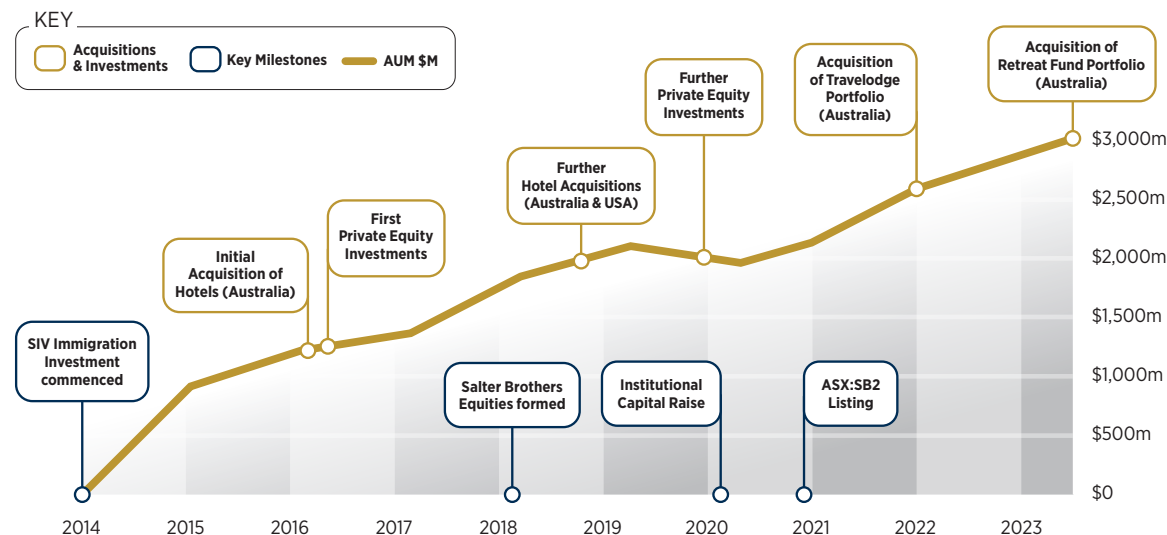 KEY
Acquisitions
& Investments
Key Milestones
AUM $M
SIV Immigration
Investment
commenced
Initial
Acquisition of
Hotels (Australia)
First
Private Equity
Investments
Further
Hotel Acquisitions
(Australia & USA)
Further
Private Equity
Investments
Acquisition
of Travelodge
Portfolio
(Australia)
Acquisition of
Retreat Fund Portfolio
(Australia)
Salter Brothers
Equities formed
Institutional
Capital Raise
ASX:SB2
Listing
$3,000m
$2,500m
$2,000m
$1,500m
$1,000m
$500m
$0
2014 2015 2016 2017 2018 2019 2020 2021 2022 2023